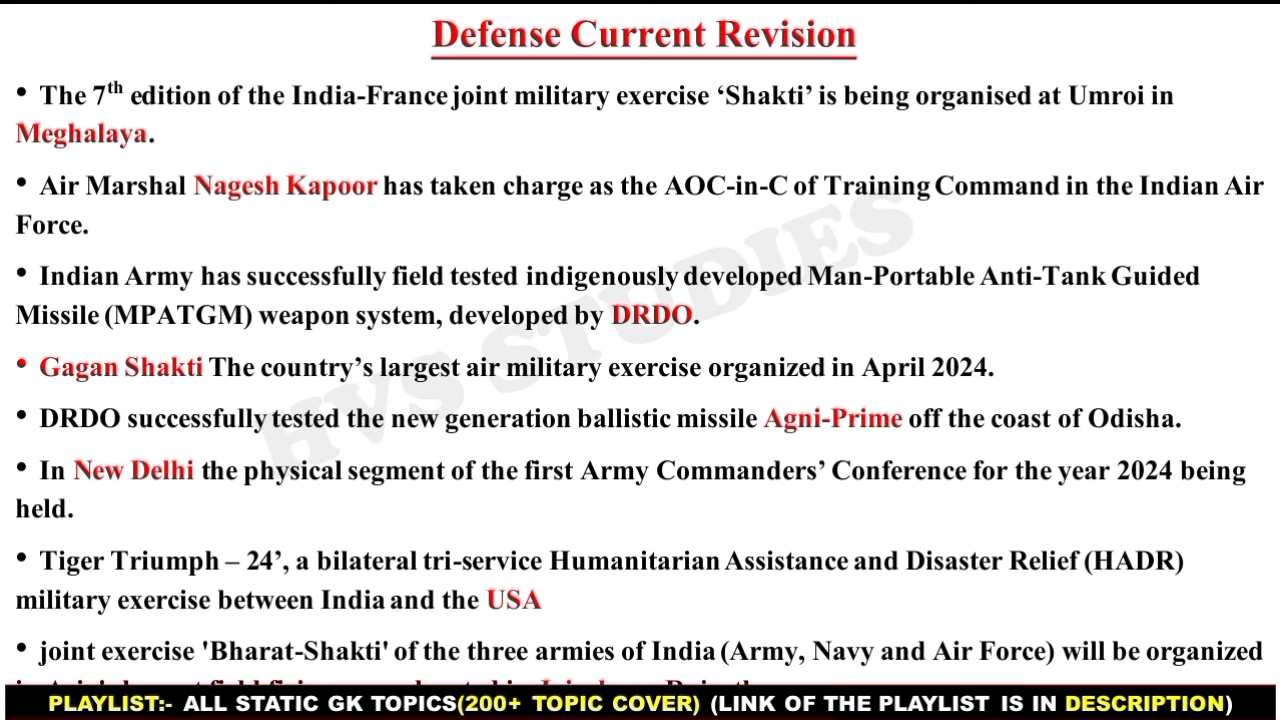 Defense Current Revision
• The 7th edition of the India-France joint military exercise ‘Shakti’ is being organised at Umroi in
Meghalaya.
• Air Marshal Nagesh Kapoor has taken charge as the AOC-in-C of Training Command in the Indian Air
Force.
• Indian Army has successfully field tested indigenously developed Man-Portable Anti-Tank Guided
Missile (MPATGM) weapon system, developed by DRDO.
• Gagan Shakti The country’s largest air military exercise organized in April 2024.
• DRDO successfully tested the new generation ballistic missile Agni-Prime off the coast of Odisha.
• In New Delhi the physical segment of the first Army Commanders’ Conference for the year 2024 being
held.
• Tiger Triumph – 24’, a bilateral tri-service Humanitarian Assistance and Disaster Relief (HADR)
military exercise between India and the USA
• joint exercise 'Bharat-Shakti' of the three armies of India (Army, Navy and Air Force) will be organized
HVS STUDIES
PLAYLIST:- ALL STATIC GK TOPICS(200+ TOPIC COVER) (LINK OF THE PLAYLIST IS IN DESCRIPTION)